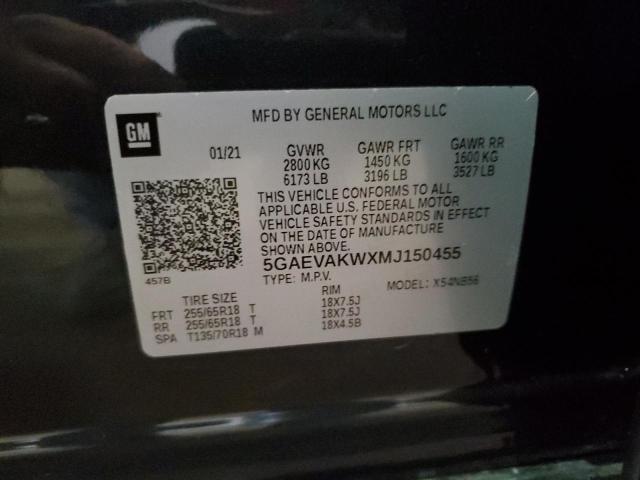 MFD BY GENERAL MOTORS LLC
GM
01/21 GVWR GAWR FRT GAWR RR
2800 KG 1450 KG 1600 KG
6173 LB 3196 LB 3527 LB
THIS VEHICLE CONFORMS TO ALL
APPLICABLE U.S. FEDERAL MOTOR
VEHICLE SAFETY STANDARDS IN EFFECT
ON THE DATE OF MANUFACTURE
SHOWN ABOVE.
5GAEVAKWXMJ150455
457B
TYPE: M.P.V. MODEL: X54NB56
TIRE SIZE RIM
FRT 255/65R18 T 18X7.5J
RR 255/65R18 T 18X7.5J
SPA T135/70R18 M 18X4.5B